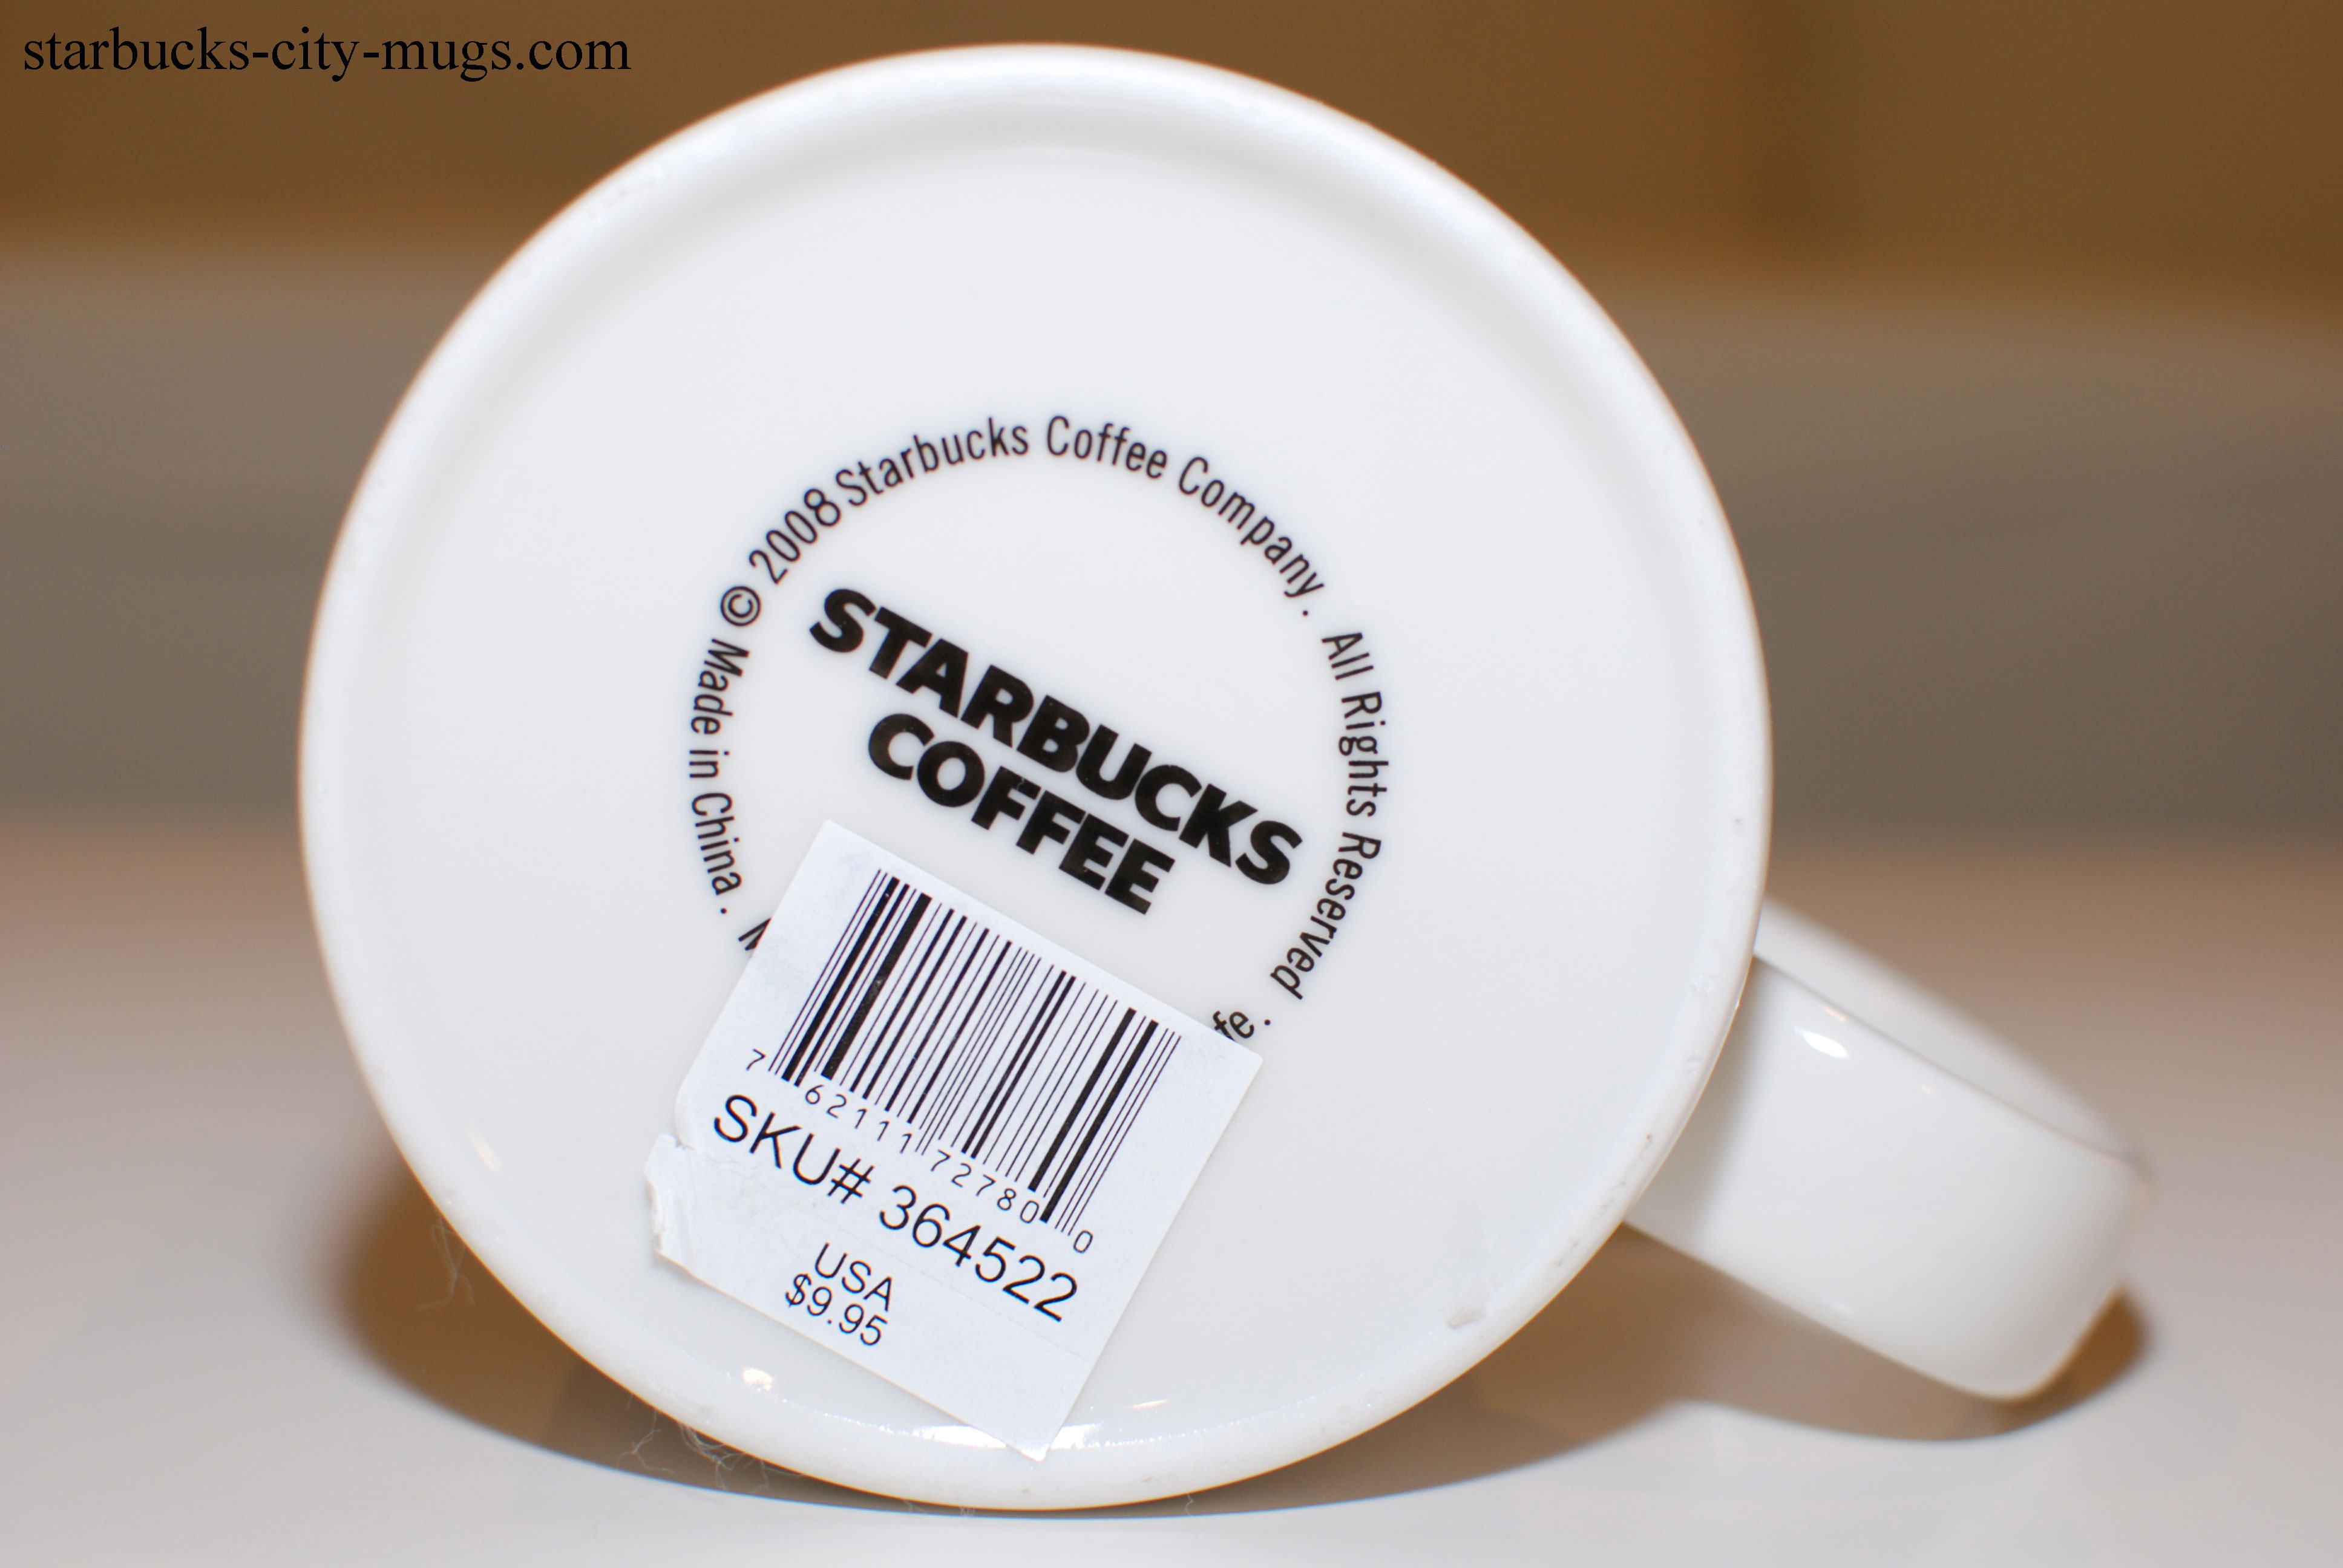 starbucks-city-mugs.com
© 2008 Starbucks Coffee Company. All Rights Reserved.
Made in China.
STARBUCKS
COFFEE
7 62111 72780 0
SKU# 364522
USA
$9.95